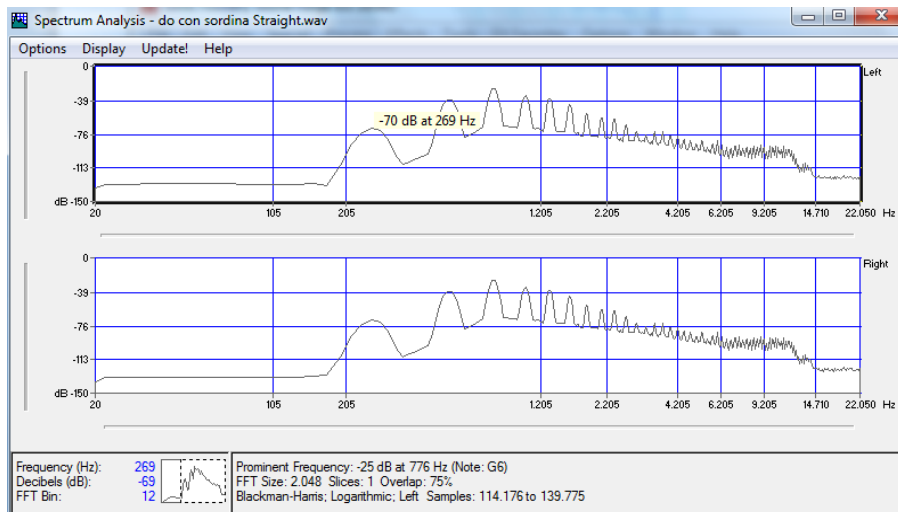 Spectrum Analysis - do con sordina Straight.wav
Options Display Update! Help
0
-39
-76
-113
dB -150
Left
-70 dB at 269 Hz
20 105 205 1.205 2.205 4.205 6.205 9.205 14.710 22.050 Hz
0
-39
-76
-113
dB -150
Right
20 105 205 1.205 2.205 4.205 6.205 9.205 14.710 22.050 Hz
Frequency (Hz): 269
Decibels (dB): -69
FFT Bin: 12
Prominent Frequency: -25 dB at 776 Hz (Note: G6)
FFT Size: 2.048 Slices: 1 Overlap: 75%
Blackman-Harris; Logarithmic; Left Samples: 114.176 to 139.775